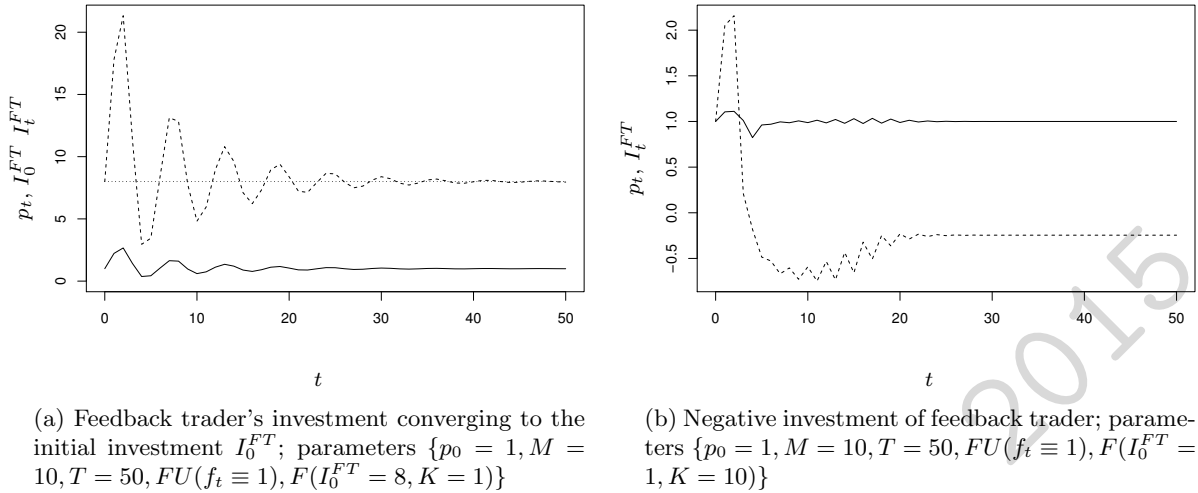 20
15
10
5
0
p_t, I_0^{FT} I_t^{FT}
0 10 20 30 40 50
t
(a) Feedback trader's investment converging to the
initial investment I_0^{FT}; parameters {p_0 = 1, M =
10, T = 50, FU(f_t ≡ 1), F(I_0^{FT} = 8, K = 1)}
2.0
1.5
1.0
0.5
0.0
−0.5
p_t, I_t^{FT}
0 10 20 30 40 50
t
(b) Negative investment of feedback trader; parame-
ters {p_0 = 1, M = 10, T = 50, FU(f_t ≡ 1), F(I_0^{FT} =
1, K = 10)}
2015